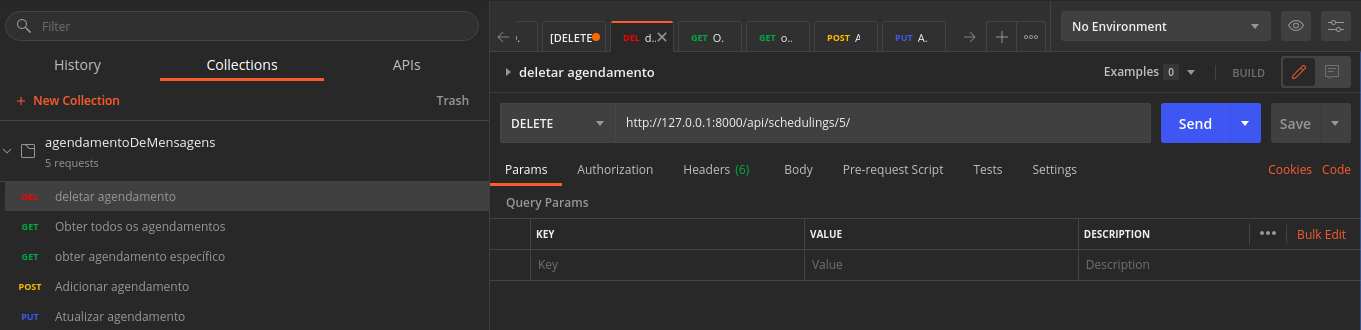 Filter
History Collections APIs
+ New Collection Trash
agendamentoDeMensagens
5 requests
DEL deletar agendamento
GET Obter todos os agendamentos
GET obter agendamento específico
POST Adicionar agendamento
PUT Atualizar agendamento
[DELETE DEL d.. GET O. GET o.. POST A PUT A.
No Environment
deletar agendamento
Examples 0 BUILD
DELETE http://127.0.0.1:8000/api/schedulings/5/ Send Save
Params Authorization Headers (6) Body Pre-request Script Tests Settings Cookies Code
Query Params
KEY VALUE DESCRIPTION Bulk Edit
Key Value Description